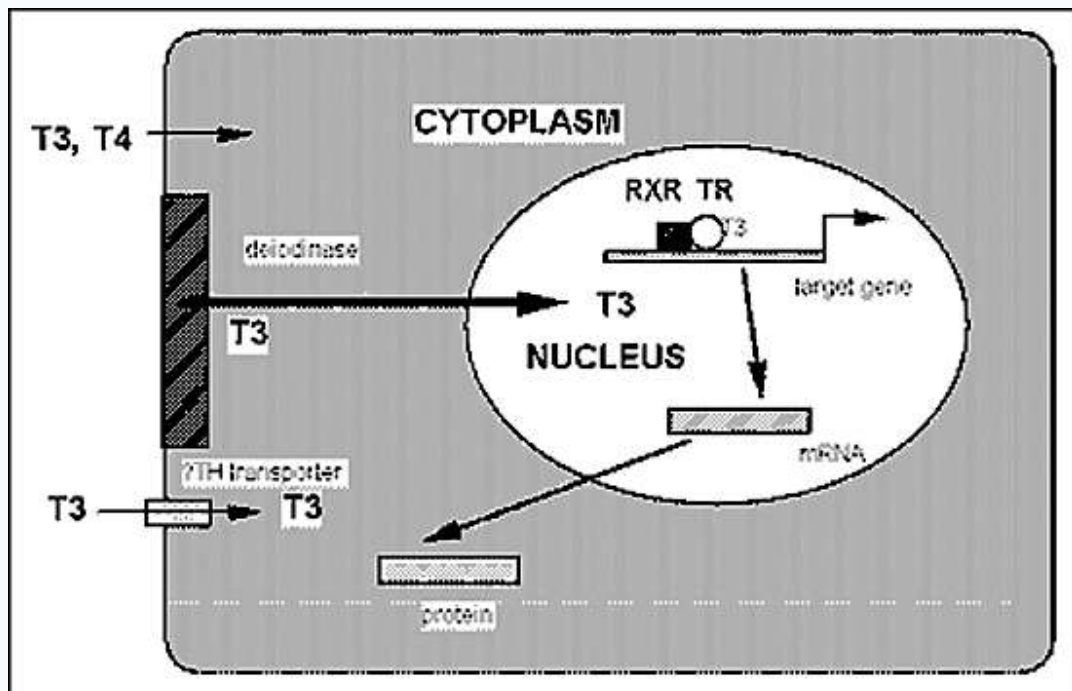 CYTOPLASM
T3, T4
RXR TR
T3
deiodinase
target gene
T3
T3
NUCLEUS
mRNA
?TH transporter
T3
T3
protein